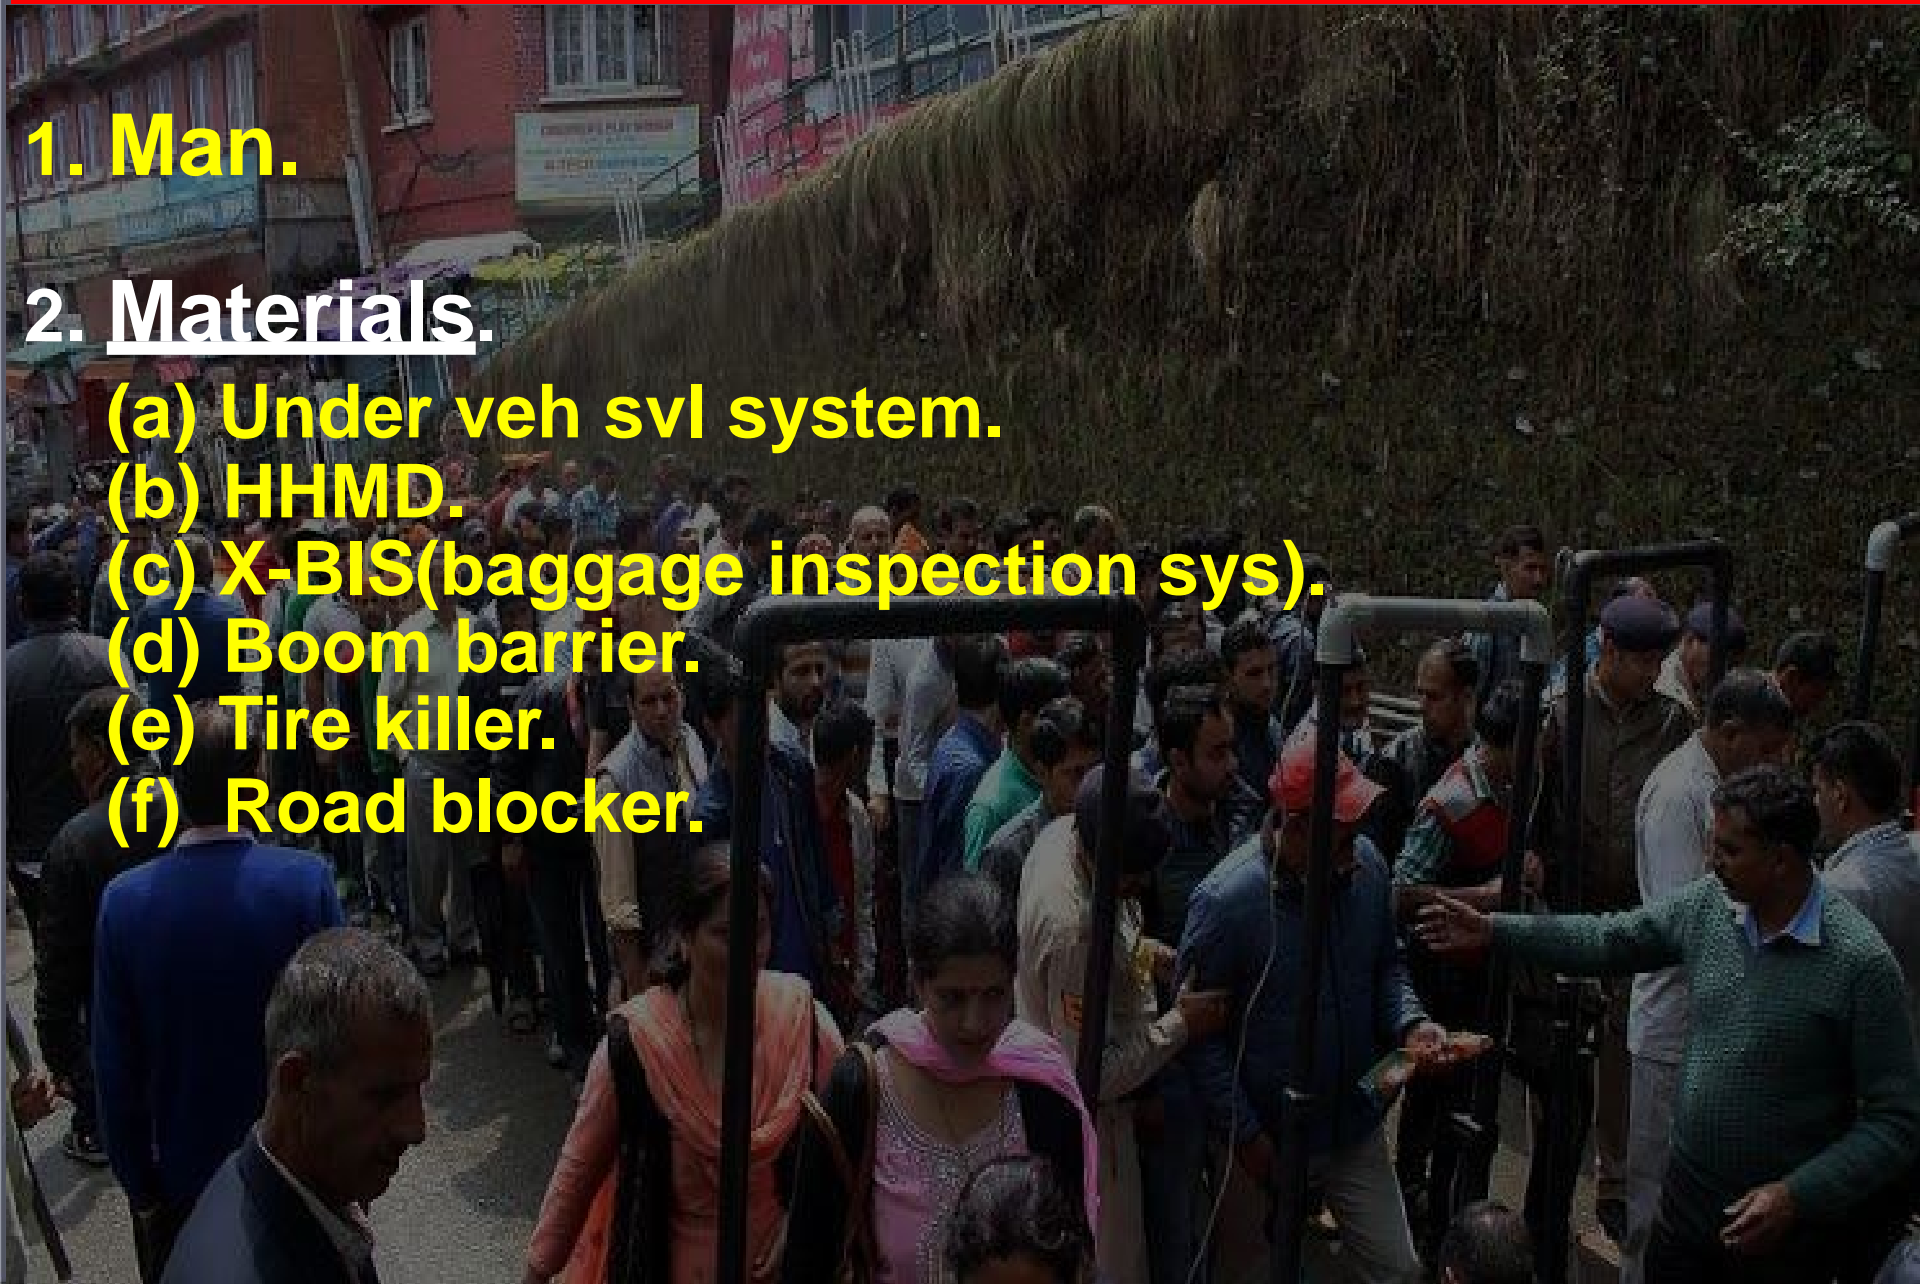 1. Man.
2. Materials.
(a) Under veh svl system.
(b) HHMD.
(c) X-BIS(baggage inspection sys).
(d) Boom barrier.
(e) Tire killer.
(f) Road blocker.